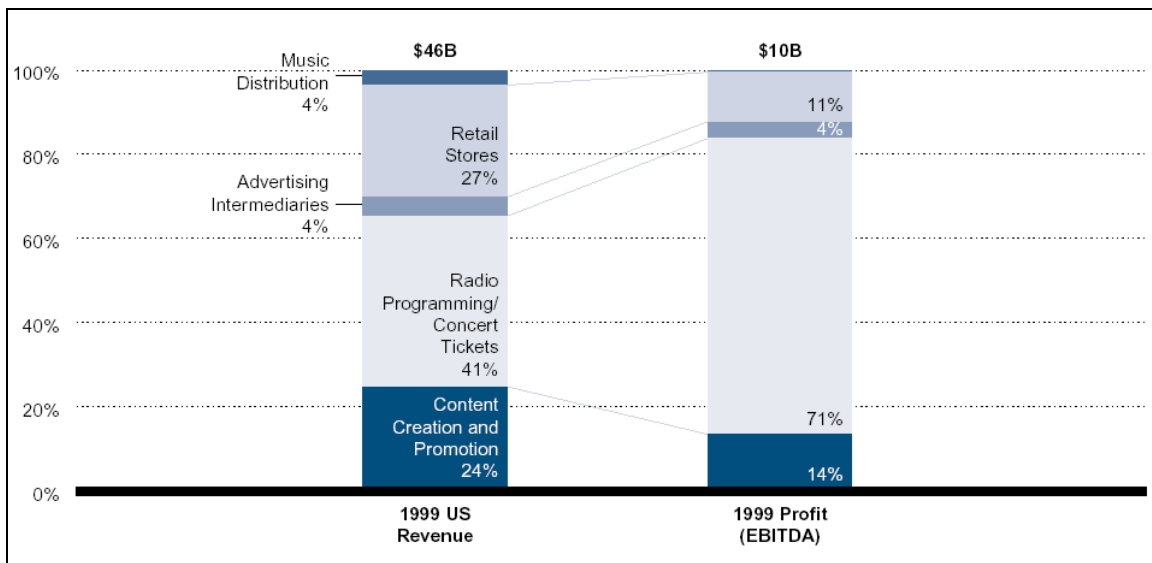 $46B
$10B
100%
80%
60%
40%
20%
0%
Music
Distribution
4%
Retail
Stores
27%
Advertising
Intermediaries
4%
Radio
Programming/
Concert
Tickets
41%
Content
Creation and
Promotion
24%
11%
4%
71%
14%
1999 US
Revenue
1999 Profit
(EBITDA)